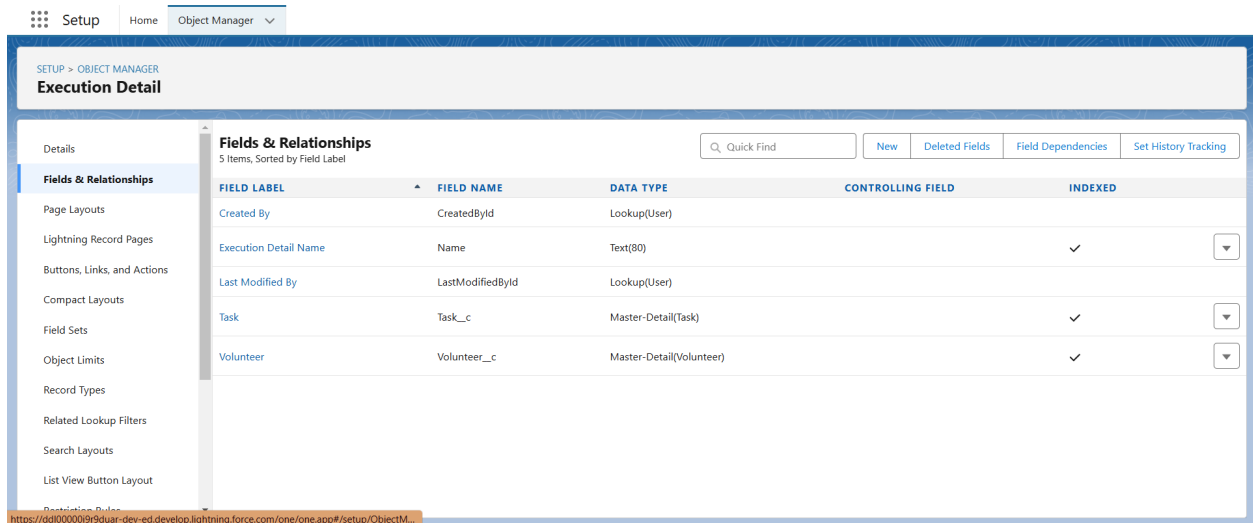 Setup Home Object Manager
SETUP > OBJECT MANAGER
Execution Detail
Details
Fields & Relationships
Page Layouts
Lightning Record Pages
Buttons, Links, and Actions
Compact Layouts
Field Sets
Object Limits
Record Types
Related Lookup Filters
Search Layouts
List View Button Layout
Restriction Rules
Fields & Relationships
5 Items, Sorted by Field Label
Quick Find New Deleted Fields Field Dependencies Set History Tracking
FIELD LABEL FIELD NAME DATA TYPE CONTROLLING FIELD INDEXED
Created By CreatedById Lookup(User)
Execution Detail Name Name Text(80)
Last Modified By LastModifiedById Lookup(User)
Task Task__c Master-Detail(Task)
Volunteer Volunteer__c Master-Detail(Volunteer)